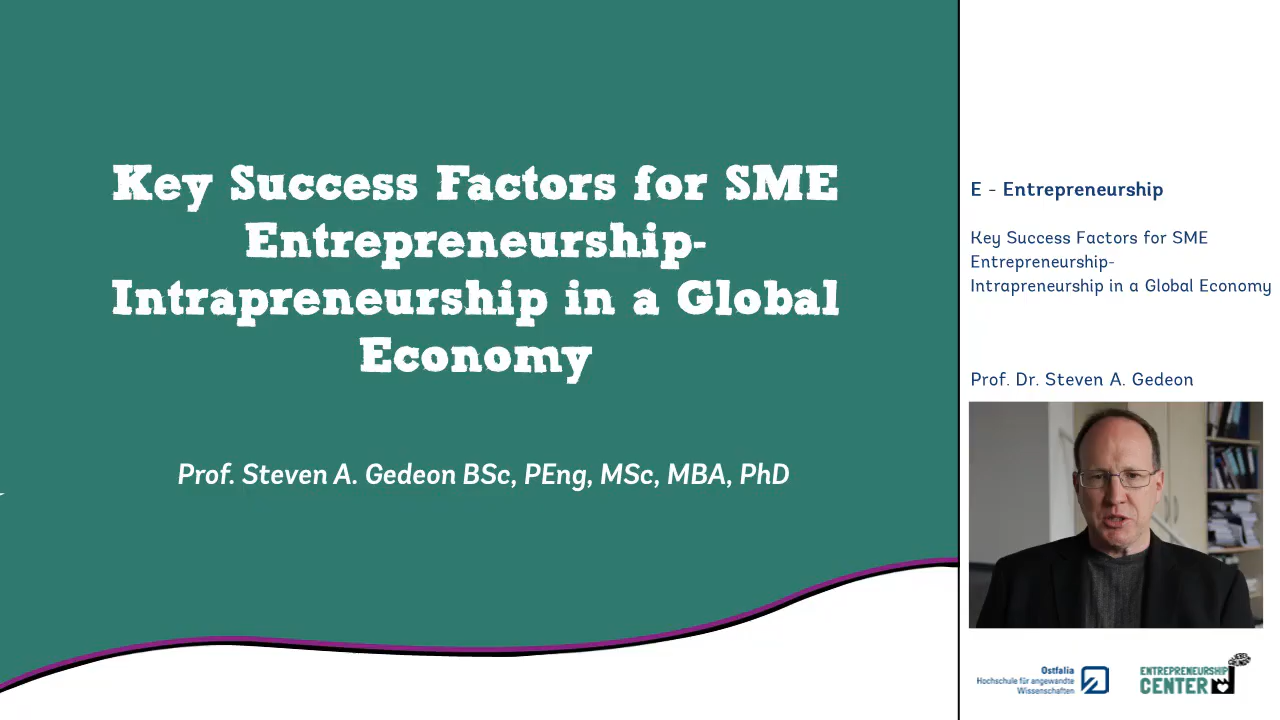 Key Success Factors for SME
Entrepreneurship-
Intrapreneurship in a Global
Economy
Prof. Steven A. Gedeon BSc, PEng, MSc, MBA, PhD
E - Entrepreneurship
Key Success Factors for SME
Entrepreneurship-
Intrapreneurship in a Global Economy
Prof. Dr. Steven A. Gedeon
Ostfalia
Hochschule für angewandte
Wissenschaften
ENTREPRENEURSHIP
CENTER